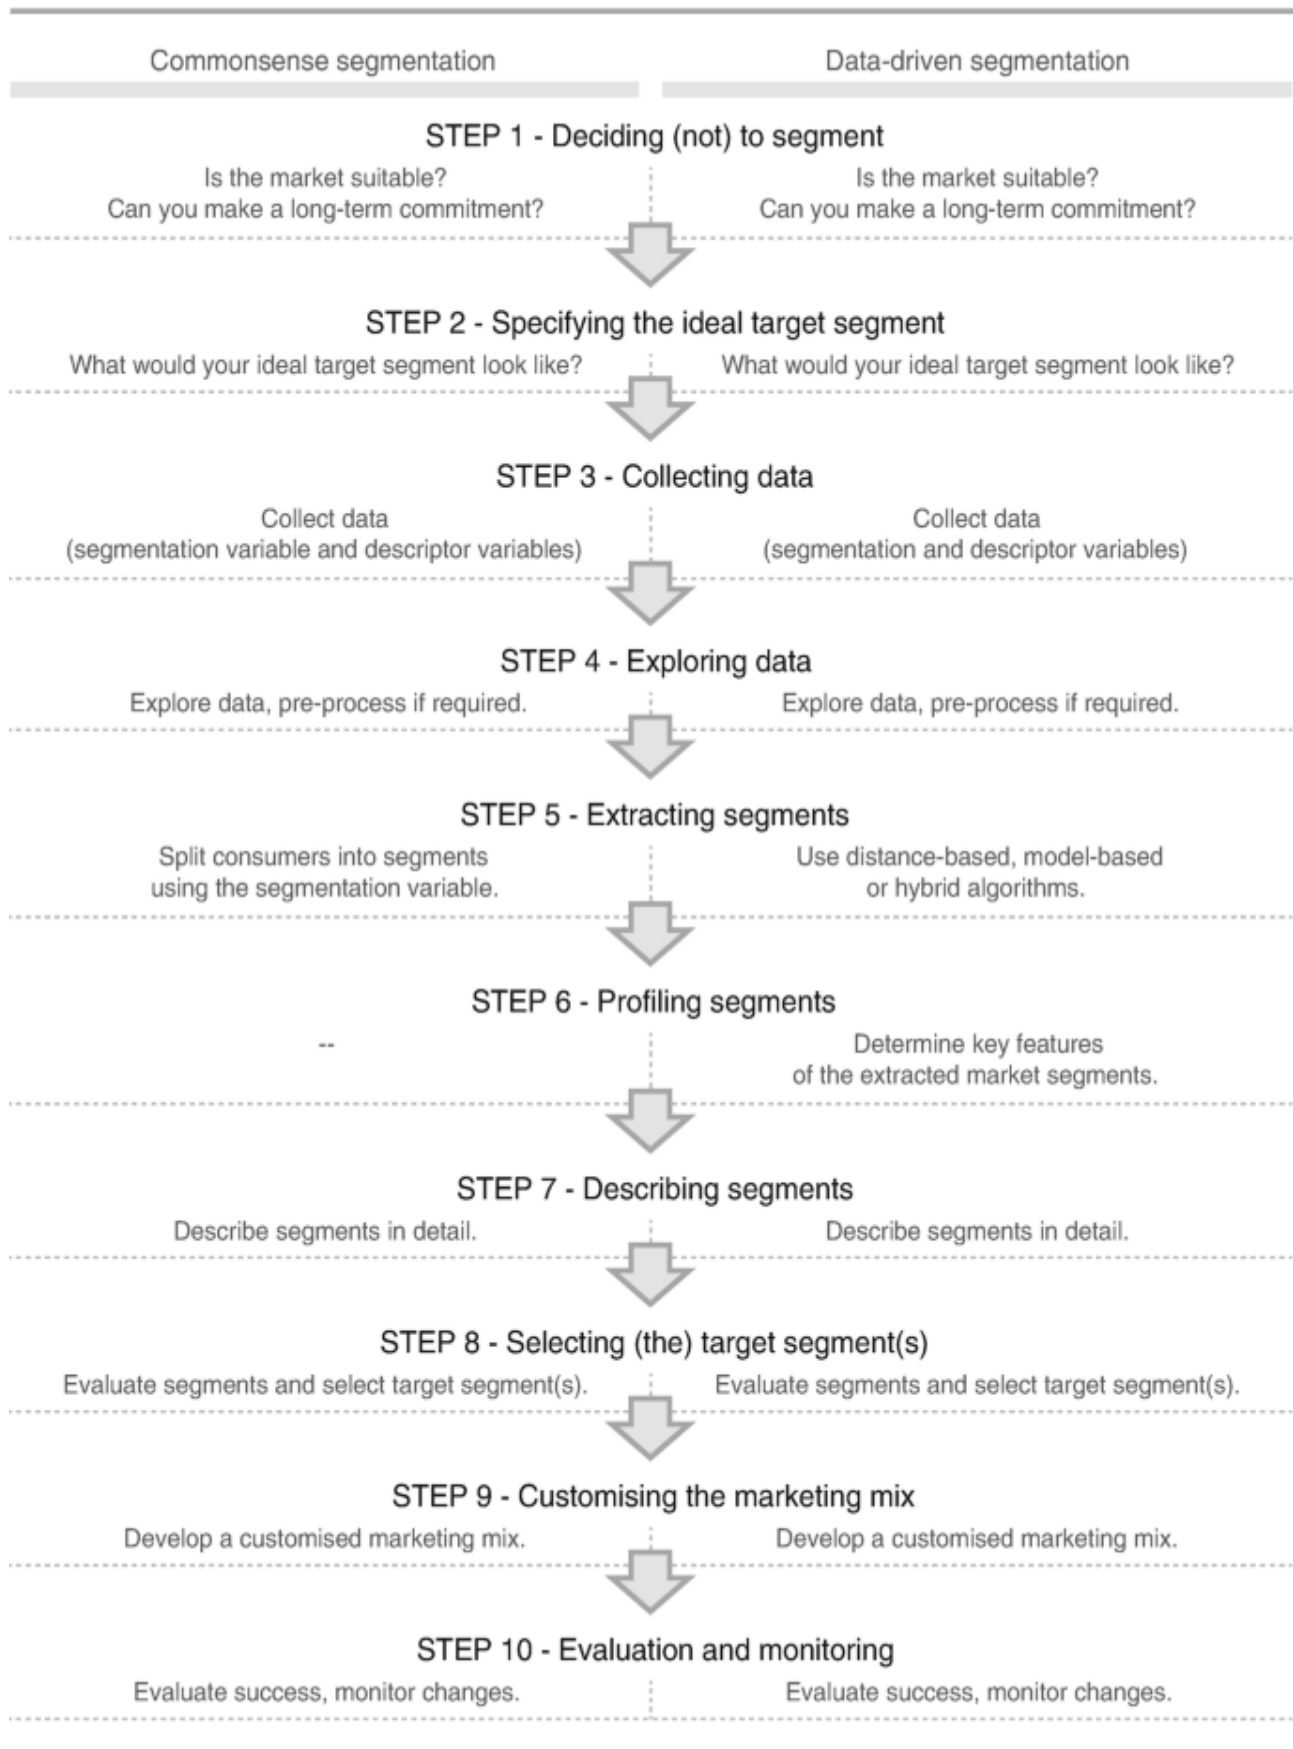 Commonsense segmentation
Data-driven segmentation
STEP 1 - Deciding (not) to segment
Is the market suitable?
Can you make a long-term commitment?
Is the market suitable?
Can you make a long-term commitment?
STEP 2 - Specifying the ideal target segment
What would your ideal target segment look like?
What would your ideal target segment look like?
STEP 3 - Collecting data
Collect data
(segmentation variable and descriptor variables)
Collect data
(segmentation and descriptor variables)
STEP 4 - Exploring data
Explore data, pre-process if required.
Explore data, pre-process if required.
STEP 5 - Extracting segments
Split consumers into segments
using the segmentation variable.
Use distance-based, model-based
or hybrid algorithms.
STEP 6 - Profiling segments
--
Determine key features
of the extracted market segments.
STEP 7 - Describing segments
Describe segments in detail.
Describe segments in detail.
STEP 8 - Selecting (the) target segment(s)
Evaluate segments and select target segment(s).
Evaluate segments and select target segment(s).
STEP 9 - Customising the marketing mix
Develop a customised marketing mix.
Develop a customised marketing mix.
STEP 10 - Evaluation and monitoring
Evaluate success, monitor changes.
Evaluate success, monitor changes.